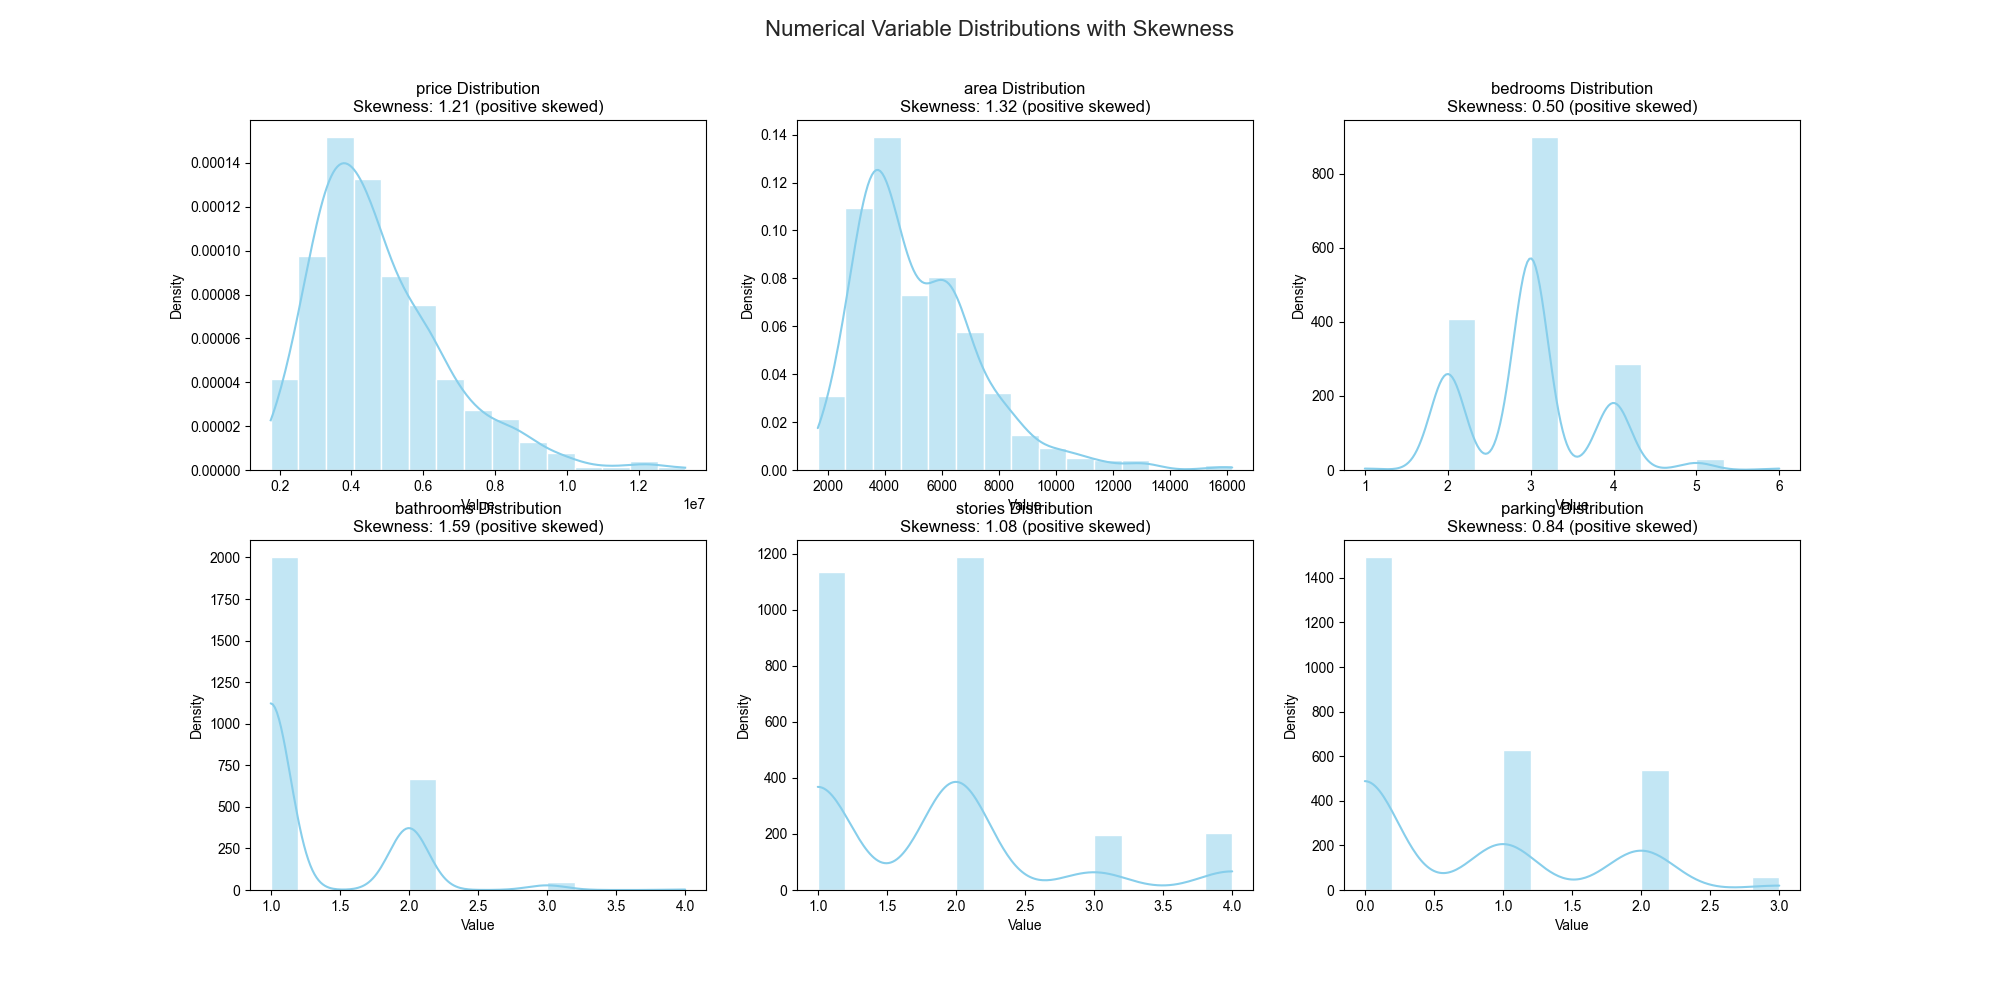 Numerical Variable Distributions with Skewness
price Distribution
Skewness: 1.21 (positive skewed)
Density
0.00014
0.00012
0.00010
0.00008
0.00006
0.00004
0.00002
0.00000
0.2 0.4 0.6 0.8 1.0 1.2
Value
1e7
area Distribution
Skewness: 1.32 (positive skewed)
Density
0.14
0.12
0.10
0.08
0.06
0.04
0.02
0.00
2000 4000 6000 8000 10000 12000 14000 16000
Value
bedrooms Distribution
Skewness: 0.50 (positive skewed)
Density
800
600
400
200
0
1 2 3 4 5 6
Value
bathrooms Distribution
Skewness: 1.59 (positive skewed)
Density
2000
1750
1500
1250
1000
750
500
250
0
1.0 1.5 2.0 2.5 3.0 3.5 4.0
Value
stories Distribution
Skewness: 1.08 (positive skewed)
Density
1200
1000
800
600
400
200
0
1.0 1.5 2.0 2.5 3.0 3.5 4.0
Value
parking Distribution
Skewness: 0.84 (positive skewed)
Density
1400
1200
1000
800
600
400
200
0
0.0 0.5 1.0 1.5 2.0 2.5 3.0
Value